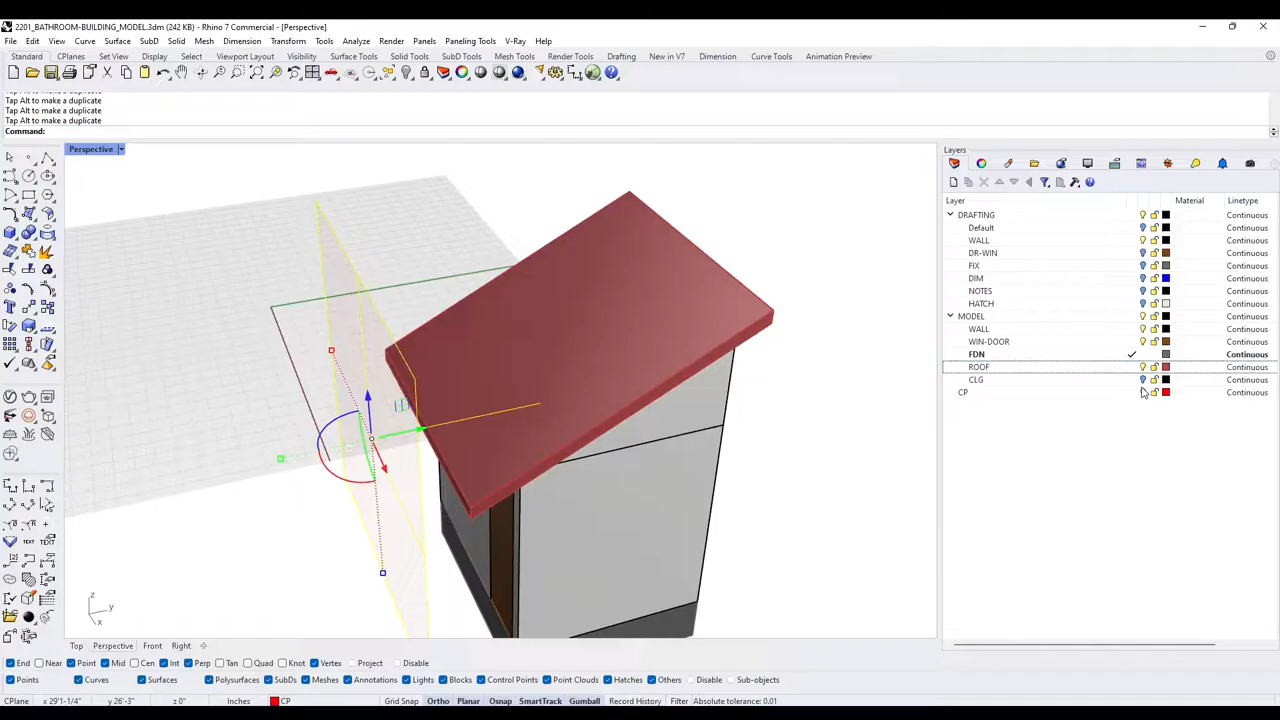 2201_BATHROOM-BUILDING_MODEL.3dm (242 KB) - Rhino 7 Commercial - [Perspective]
File Edit View Curve Surface SubD Solid Mesh Dimension Transform Tools Analyze Render Panels Paneling Tools V-Ray Help
Standard CPlanes Set View Display Select Viewport Layout Visibility Surface Tools Solid Tools SubD Tools Mesh Tools Render Tools Drafting New in V7 Dimension Curve Tools Animation Preview
Tap Alt to make a duplicate
Tap Alt to make a duplicate
Tap Alt to make a duplicate
Command:
Perspective
Layers
Layer Material Linetype
DRAFTING Continuous
Default Continuous
WALL Continuous
DR-WIN Continuous
FIX Continuous
DIM Continuous
NOTES Continuous
HATCH Continuous
MODEL Continuous
WALL Continuous
WIN-DOOR Continuous
FDN Continuous
ROOF Continuous
CLG Continuous
CP Continuous
z
y
x
Top Perspective Front Right
End Near Point Mid Cen Int Perp Tan Quad Knot Vertex Project Disable
Points Curves Surfaces Polysurfaces SubDs Meshes Annotations Lights Blocks Control Points Point Clouds Hatches Others Disable Sub-objects
CPlane x 29'1-1/4" y 26'-3" z 0" Inches CP Grid Snap Ortho Planar Osnap SmartTrack Gumball Record History Filter Absolute tolerance: 0.01